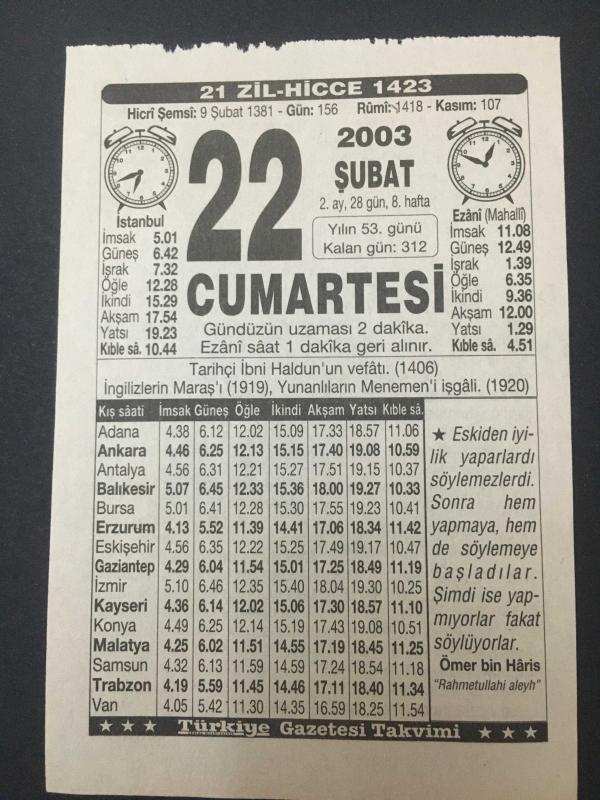 21 ZİL-HİCCE 1423
Hicrî Şemsî: 9 Şubat 1381 - Gün: 156 Rûmî: 1418 - Kasım: 107
22
2003
ŞUBAT
2. ay, 28 gün, 8. hafta
Yılın 53. günü
Kalan gün: 312
CUMARTESİ
Gündüzün uzaması 2 dakîka.
Ezânî sâat 1 dakîka geri alınır.
İstanbul
İmsak 5.01
Güneş 6.42
İşrak 7.32
Öğle 12.28
İkindi 15.29
Akşam 17.54
Yatsı 19.23
Kıble sâ. 10.44
Ezânî (Mahallî)
İmsak 11.08
Güneş 12.49
İşrak 1.39
Öğle 6.35
İkindi 9.36
Akşam 12.00
Yatsı 1.29
Kıble sâ. 4.51
Tarihçi İbni Haldun'un vefâtı. (1406)
İngilizlerin Maraş'ı (1919), Yunanlıların Menemen'i işgâli. (1920)
Kış sâati İmsak Güneş Öğle İkindi Akşam Yatsı Kıble sâ.
Adana 4.38 6.12 12.02 15.09 17.33 18.57 11.06
Ankara 4.46 6.25 12.13 15.15 17.40 19.08 10.59
Antalya 4.56 6.31 12.21 15.27 17.51 19.15 10.37
Balıkesir 5.07 6.45 12.33 15.36 18.00 19.27 10.33
Bursa 5.01 6.41 12.28 15.30 17.55 19.23 10.41
Erzurum 4.13 5.52 11.39 14.41 17.06 18.34 11.42
Eskişehir 4.56 6.35 12.22 15.25 17.49 19.17 10.47
Gaziantep 4.29 6.04 11.54 15.01 17.25 18.49 11.19
İzmir 5.10 6.46 12.35 15.40 18.04 19.30 10.25
Kayseri 4.36 6.14 12.02 15.06 17.30 18.57 11.10
Konya 4.49 6.25 12.14 15.19 17.43 19.08 10.51
Malatya 4.25 6.02 11.51 14.55 17.19 18.45 11.25
Samsun 4.32 6.13 11.59 14.59 17.24 18.54 11.18
Trabzon 4.19 5.59 11.45 14.46 17.11 18.40 11.34
Van 4.05 5.42 11.30 14.35 16.59 18.25 11.54
★ Eskiden iyi-
lik yaparlardı
söylemezlerdi.
Sonra hem
yapmaya, hem
de söylemeye
başladılar.
Şimdi ise yap-
mıyorlar fakat
söylüyorlar.
Ömer bin Hâris
"Rahmetullahi aleyh"
★ ★ ★ Türkiye Gazetesi Takvimi ★ ★ ★